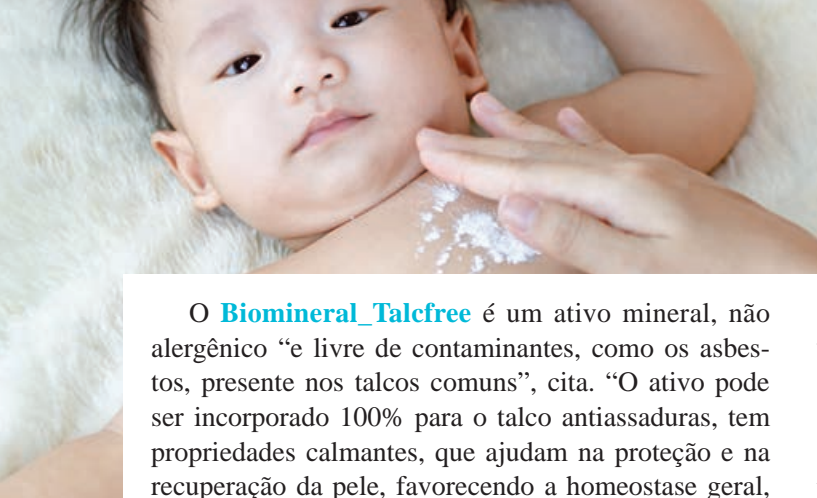 O Biomineral_Talcfree é um ativo mineral, não
alergênico “e livre de contaminantes, como os asbes-
tos, presente nos talcos comuns”, cita. “O ativo pode
ser incorporado 100% para o talco antiassaduras, tem
propriedades calmantes, que ajudam na proteção e na
recuperação da pele, favorecendo a homeostase geral,